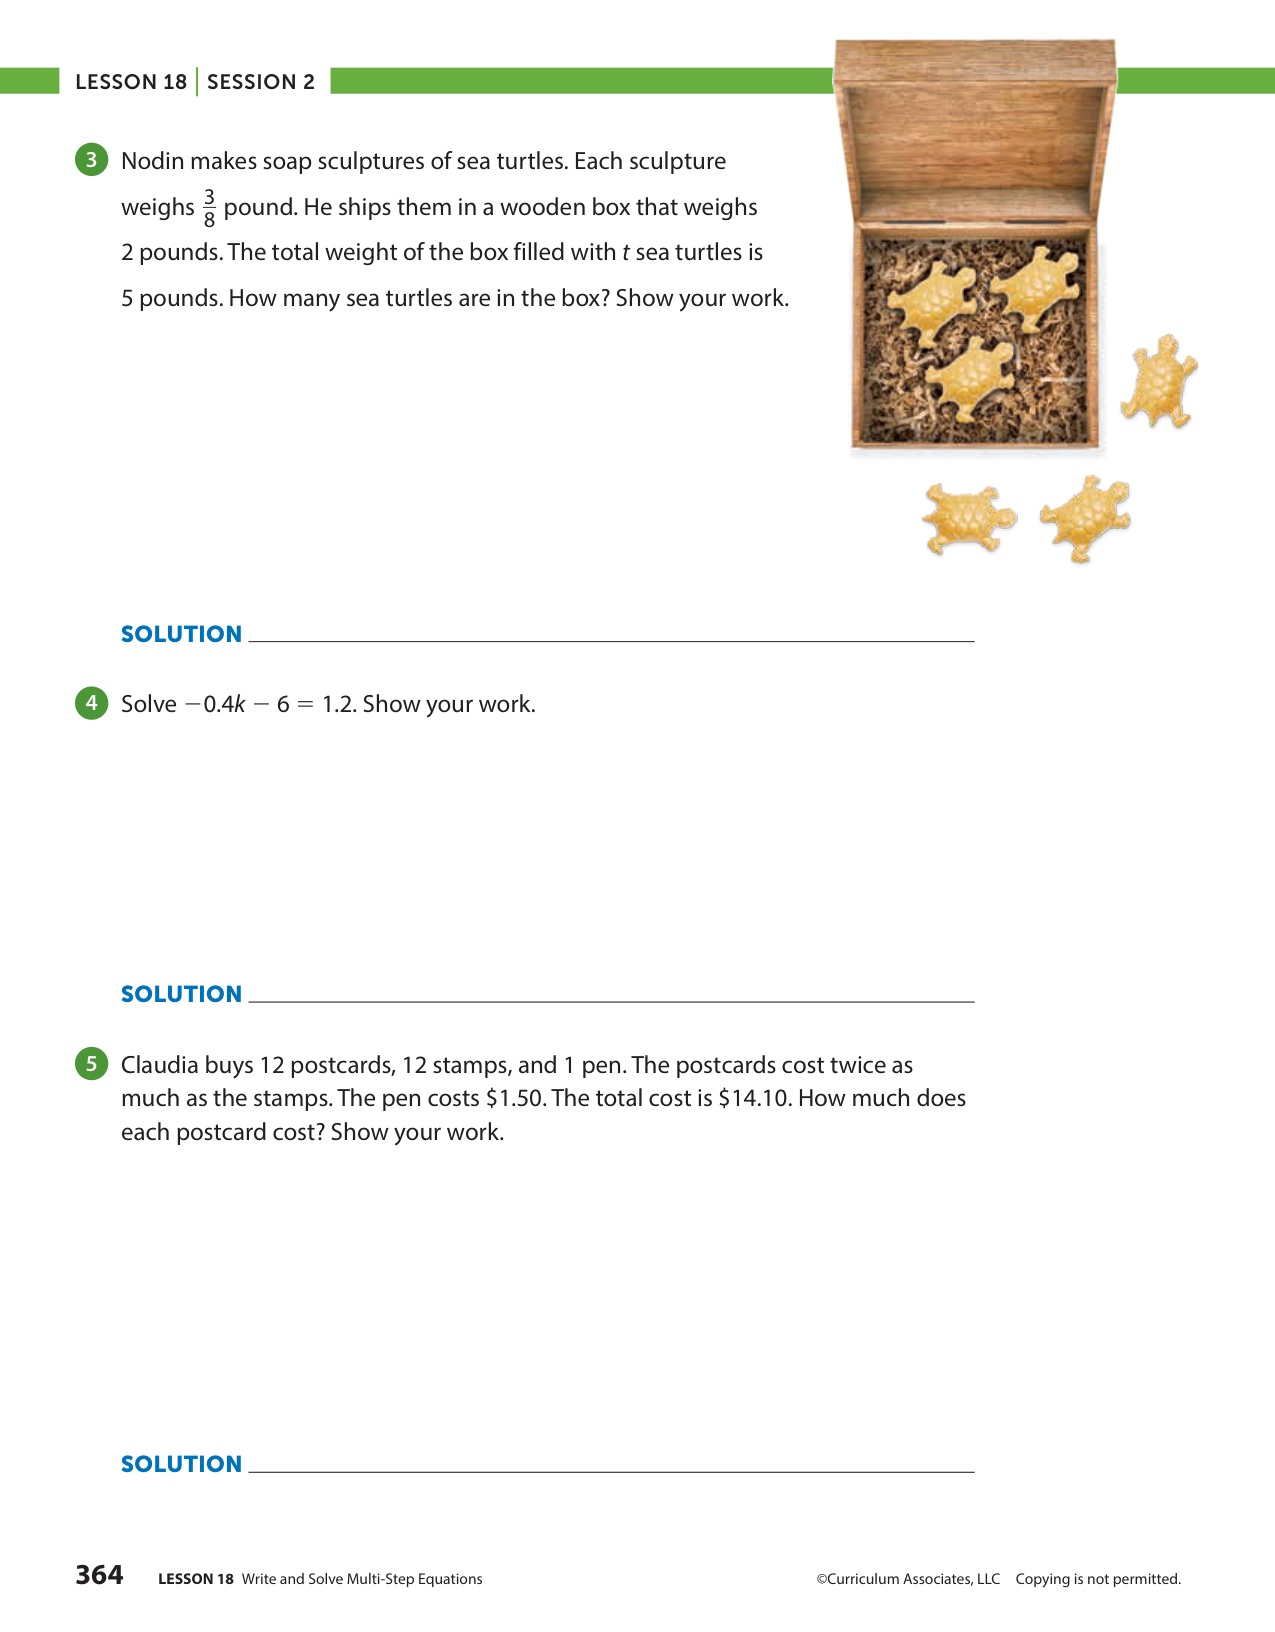 LESSON 18 | SESSION 2
3 Nodin makes soap sculptures of sea turtles. Each sculpture
weighs 3/8 pound. He ships them in a wooden box that weighs
2 pounds. The total weight of the box filled with t sea turtles is
5 pounds. How many sea turtles are in the box? Show your work.
SOLUTION
4 Solve −0.4k − 6 = 1.2. Show your work.
SOLUTION
5 Claudia buys 12 postcards, 12 stamps, and 1 pen. The postcards cost twice as
much as the stamps. The pen costs $1.50. The total cost is $14.10. How much does
each postcard cost? Show your work.
SOLUTION
364 LESSON 18 Write and Solve Multi-Step Equations ©Curriculum Associates, LLC Copying is not permitted.